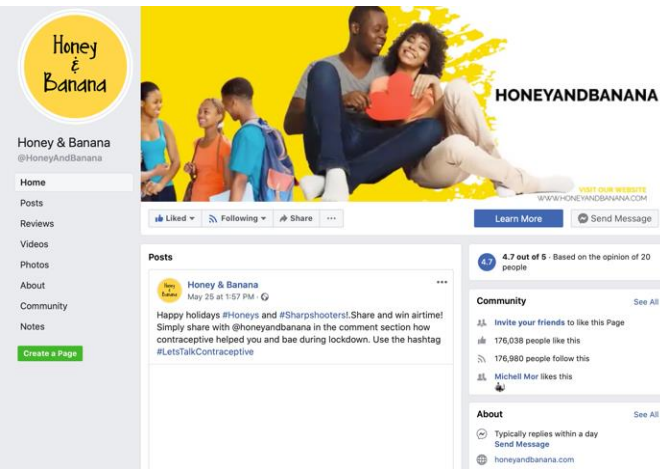 Honey
&
Banana
Honey & Banana
@HoneyAndBanana
Home
Posts
Reviews
Videos
Photos
About
Community
Notes
Create a Page
HONEYANDBANANA
VISIT OUR WEBSITE
WWW.HONEYANDBANANA.COM
Liked
Following
Share
Learn More
Send Message
Posts
Honey & Banana
May 25 at 1:57 PM
Happy holidays #Honeys and #Sharpshooters!.Share and win airtime!
Simply share with @honeyandbanana in the comment section how
contraceptive helped you and bae during lockdown. Use the hashtag
#LetsTalkContraceptive
4.7
4.7 out of 5 · Based on the opinion of 20
people
Community
See All
Invite your friends to like this Page
176,038 people like this
176,980 people follow this
Michell Mor likes this
About
See All
Typically replies within a day
Send Message
honeyandbanana.com